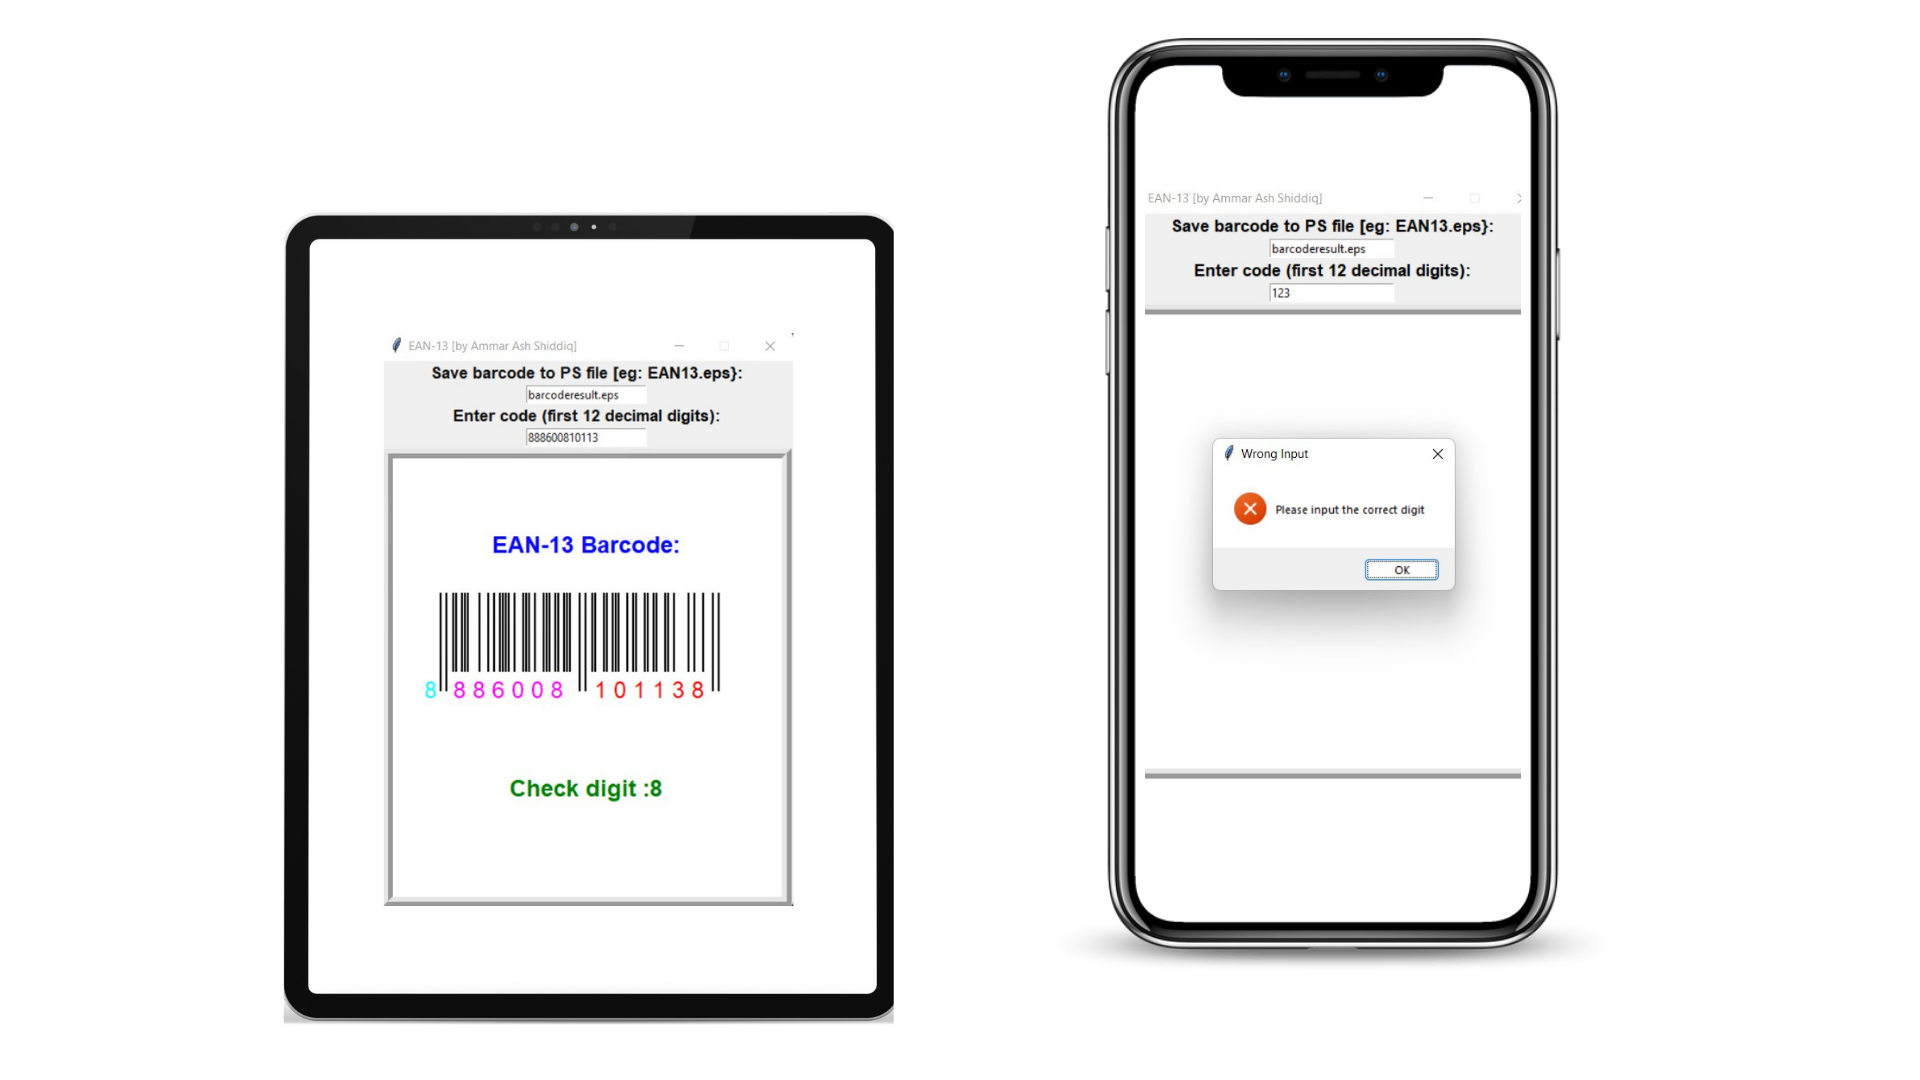 EAN-13 [by Ammar Ash Shiddiq]
Save barcode to PS file [eg: EAN13.eps}:
barcoderesult.eps
Enter code (first 12 decimal digits):
888600810113
EAN-13 Barcode:
8 886008 101138
Check digit :8
EAN-13 [by Ammar Ash Shiddiq]
Save barcode to PS file [eg: EAN13.eps}:
barcoderesult.eps
Enter code (first 12 decimal digits):
123
Wrong Input
Please input the correct digit
OK